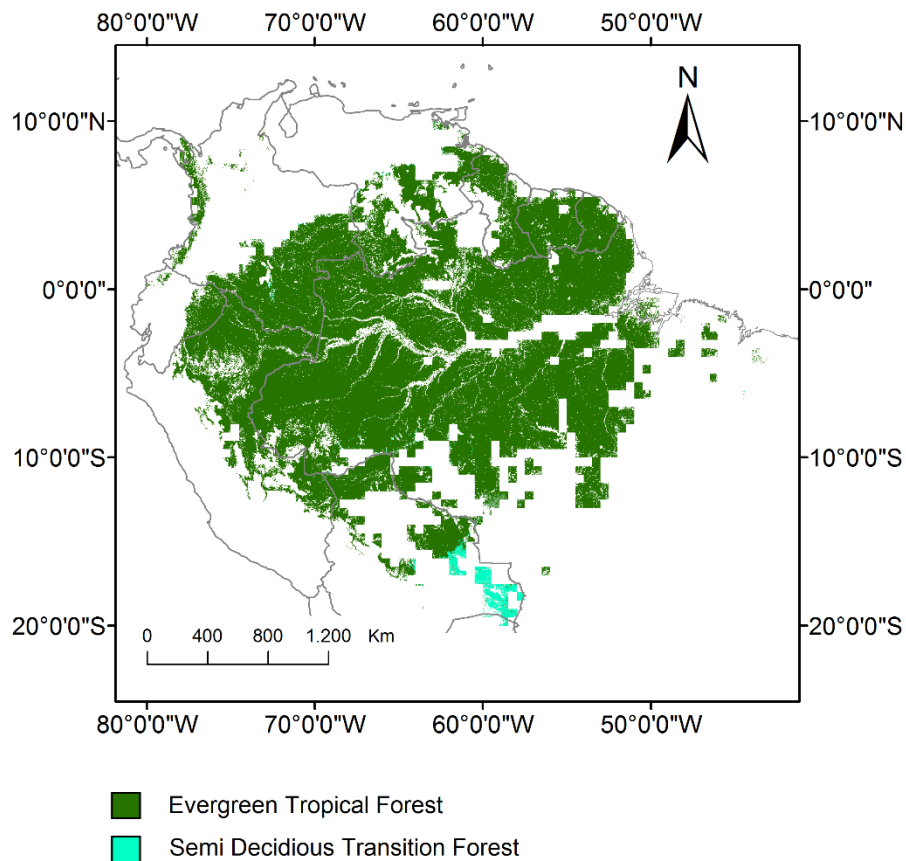 80°0'0"W 70°0'0"W 60°0'0"W 50°0'0"W
N
10°0'0"N 10°0'0"N
0°0'0" 0°0'0"
10°0'0"S 10°0'0"S
20°0'0"S 20°0'0"S
0 400 800 1.200 Km
80°0'0"W 70°0'0"W 60°0'0"W 50°0'0"W
Evergreen Tropical Forest
Semi Decidious Transition Forest